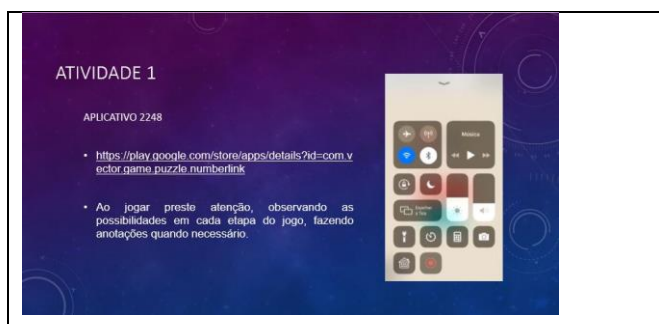 ATIVIDADE 1
APLICATIVO 2248
• https://play.google.com/store/apps/details?id=com.v
ector.game.puzzle.numberlink
• Ao jogar preste atenção, observando as
possibilidades em cada etapa do jogo, fazendo
anotações quando necessário.
Música